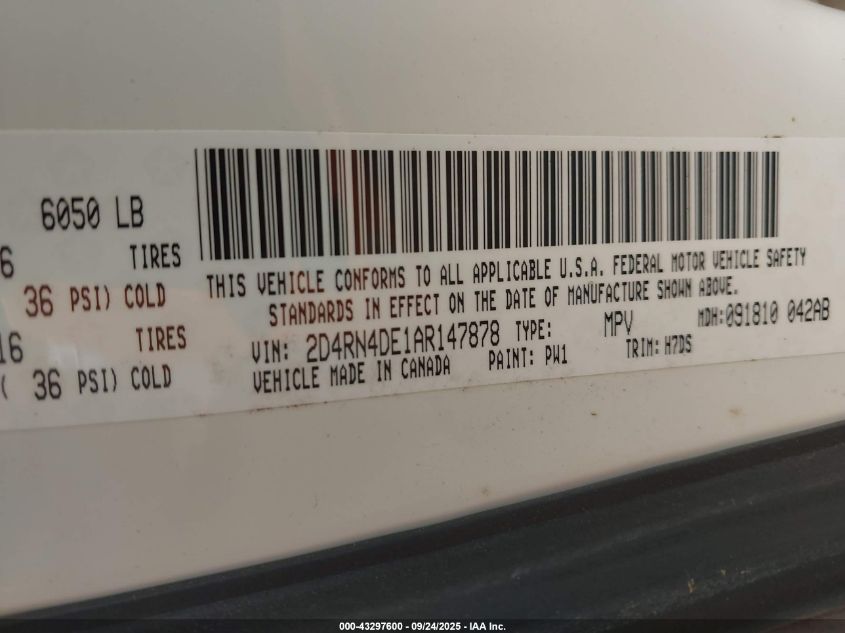 6050 LB
6 TIRES
36 PSI) COLD
16 TIRES
( 36 PSI) COLD
THIS VEHICLE CONFORMS TO ALL APPLICABLE U.S.A. FEDERAL MOTOR VEHICLE SAFETY
STANDARDS IN EFFECT ON THE DATE OF MANUFACTURE SHOWN ABOVE.
VIN: 2D4RN4DE1AR147878 TYPE: MPV MDH:091810 042AB
VEHICLE MADE IN CANADA PAINT: PW1 TRIM: H7DS
000-43297600 - 09/24/2025 - IAA Inc.